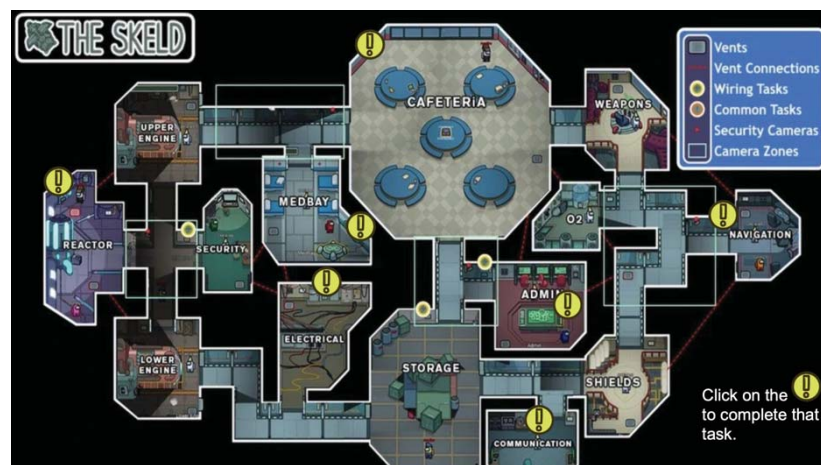 THE SKELD
Vents
Vent Connections
Wiring Tasks
Common Tasks
Security Cameras
Camera Zones
CAFETERiA
WEAPONS
UPPER
ENGINE
MEDBAY
O2
REACTOR
SECURITY
NAVIGATION
ADMIN
ELECTRICAL
LOWER
ENGINE
STORAGE
SHIELDS
COMMUNICATION
Click on the
to complete that
task.